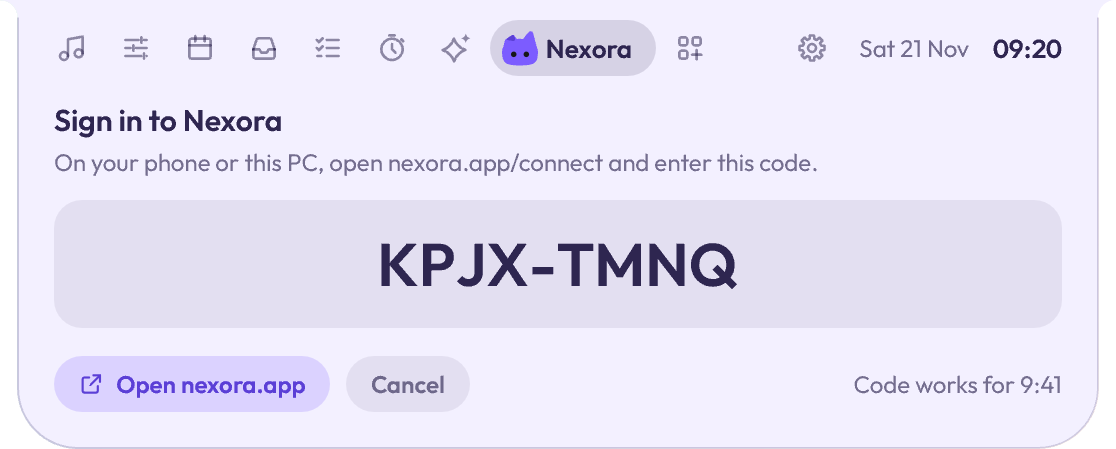 Nexora
Sat 21 Nov 09:20
Sign in to Nexora
On your phone or this PC, open nexora.app/connect and enter this code.
KPJX-TMNQ
Open nexora.app
Cancel
Code works for 9:41